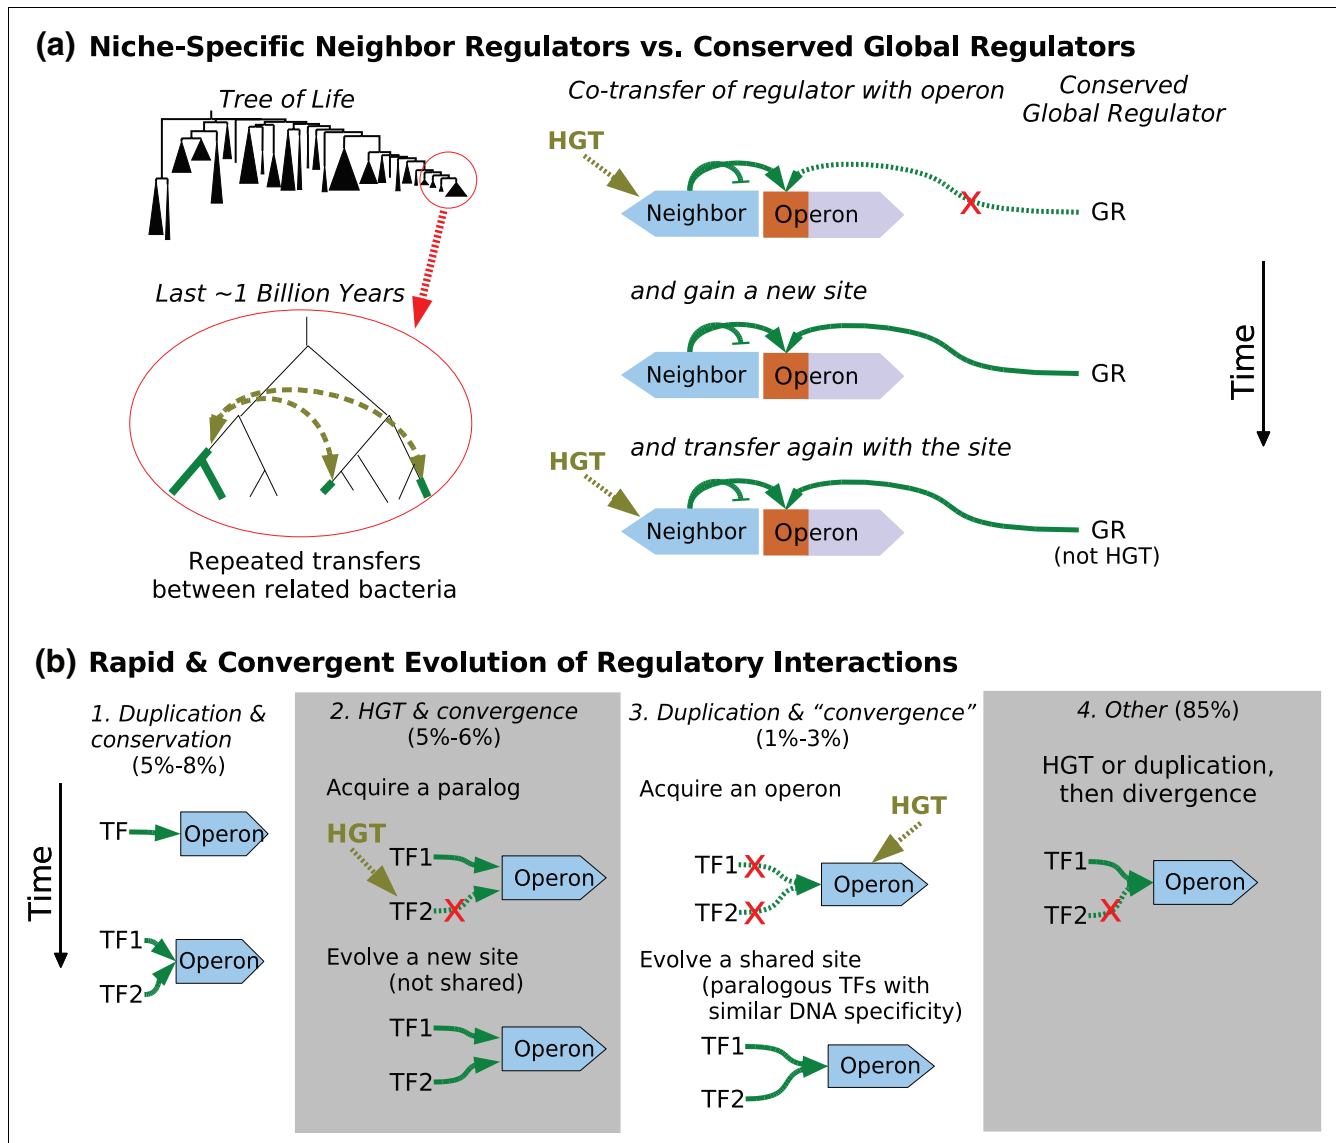 (a) Niche-Specific Neighbor Regulators vs. Conserved Global Regulators
Tree of Life
Last ~1 Billion Years
Repeated transfers
between related bacteria
Co-transfer of regulator with operon
Conserved
Global Regulator
HGT
Neighbor
Operon
X
GR
and gain a new site
Neighbor
Operon
GR
and transfer again with the site
HGT
Neighbor
Operon
GR
(not HGT)
Time
(b) Rapid & Convergent Evolution of Regulatory Interactions
Time
1. Duplication &
conservation
(5%-8%)
TF
Operon
TF1
TF2
Operon
2. HGT & convergence
(5%-6%)
Acquire a paralog
HGT
TF1
TF2
X
Operon
Evolve a new site
(not shared)
TF1
TF2
Operon
3. Duplication & “convergence”
(1%-3%)
Acquire an operon
HGT
TF1
X
TF2
X
Operon
Evolve a shared site
(paralogous TFs with
similar DNA specificity)
TF1
TF2
Operon
4. Other (85%)
HGT or duplication,
then divergence
TF1
TF2
X
Operon